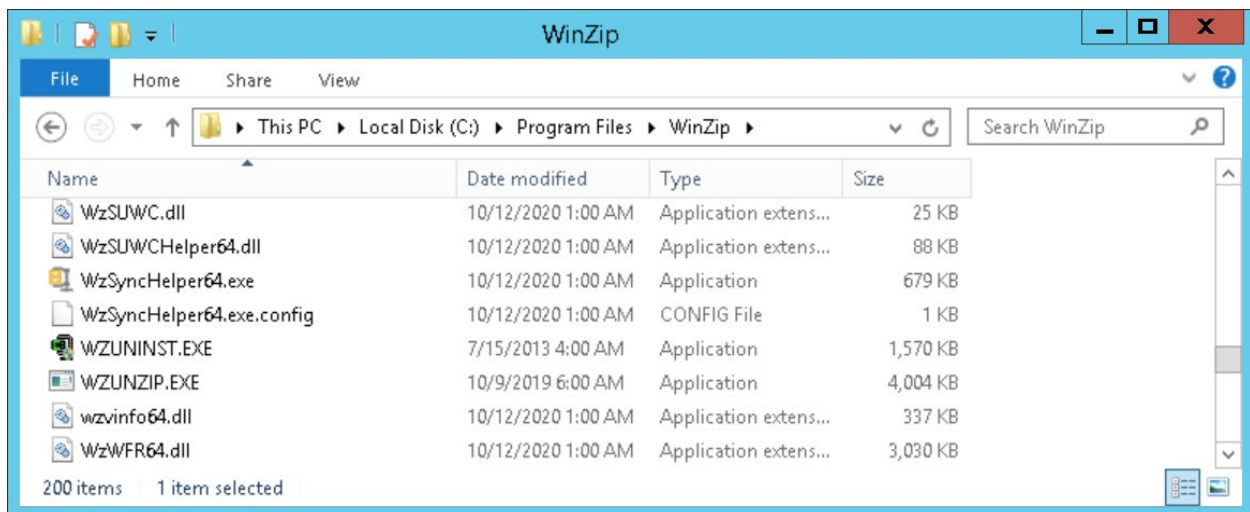 WinZip
File Home Share View
This PC Local Disk (C:) Program Files WinZip Search WinZip
Name Date modified Type Size
WzSUWC.dll 10/12/2020 1:00 AM Application extens... 25 KB
WzSUWCHelper64.dll 10/12/2020 1:00 AM Application extens... 88 KB
WzSyncHelper64.exe 10/12/2020 1:00 AM Application 679 KB
WzSyncHelper64.exe.config 10/12/2020 1:00 AM CONFIG File 1 KB
WZUNINST.EXE 7/15/2013 4:00 AM Application 1,570 KB
WZUNZIP.EXE 10/9/2019 6:00 AM Application 4,004 KB
wzvinfo64.dll 10/12/2020 1:00 AM Application extens... 337 KB
WzWFR64.dll 10/12/2020 1:00 AM Application extens... 3,030 KB
200 items 1 item selected